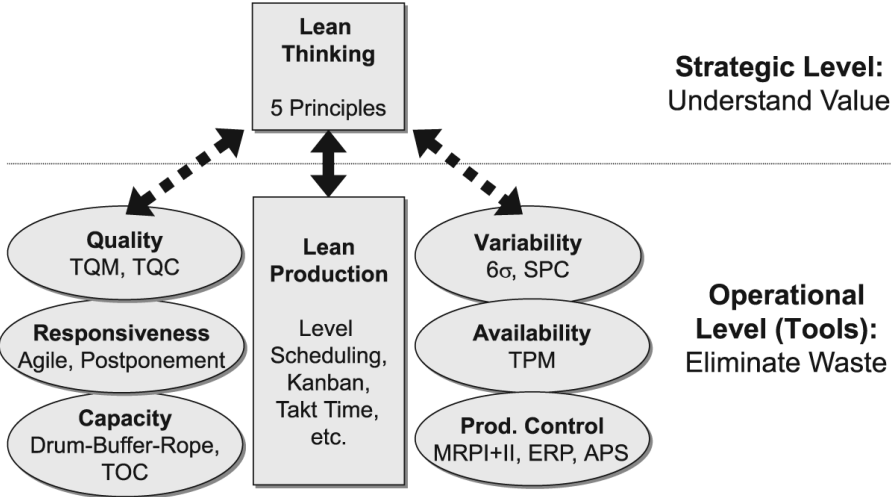 Lean
Thinking
5 Principles
Strategic Level:
Understand Value
Quality
TQM, TQC
Responsiveness
Agile, Postponement
Capacity
Drum-Buffer-Rope,
TOC
Lean
Production
Level
Scheduling,
Kanban,
Takt Time,
etc.
Variability
6σ, SPC
Availability
TPM
Prod. Control
MRPI+II, ERP, APS
Operational
Level (Tools):
Eliminate Waste